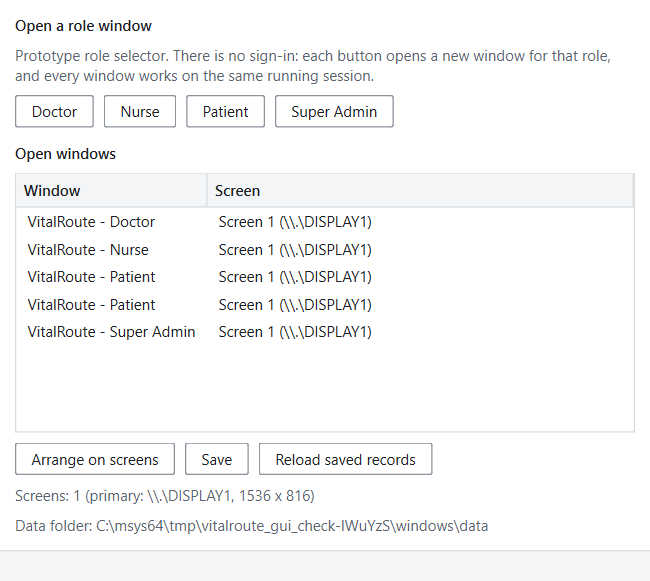 Open a role window
Prototype role selector. There is no sign-in: each button opens a new window for that role,
and every window works on the same running session.
Doctor Nurse Patient Super Admin
Open windows
Window Screen
VitalRoute - Doctor Screen 1 (\\.\DISPLAY1)
VitalRoute - Nurse Screen 1 (\\.\DISPLAY1)
VitalRoute - Patient Screen 1 (\\.\DISPLAY1)
VitalRoute - Patient Screen 1 (\\.\DISPLAY1)
VitalRoute - Super Admin Screen 1 (\\.\DISPLAY1)
Arrange on screens Save Reload saved records
Screens: 1 (primary: \\.\DISPLAY1, 1536 x 816)
Data folder: C:\msys64\tmp\vitalroute_gui_check-IWuYzS\windows\data